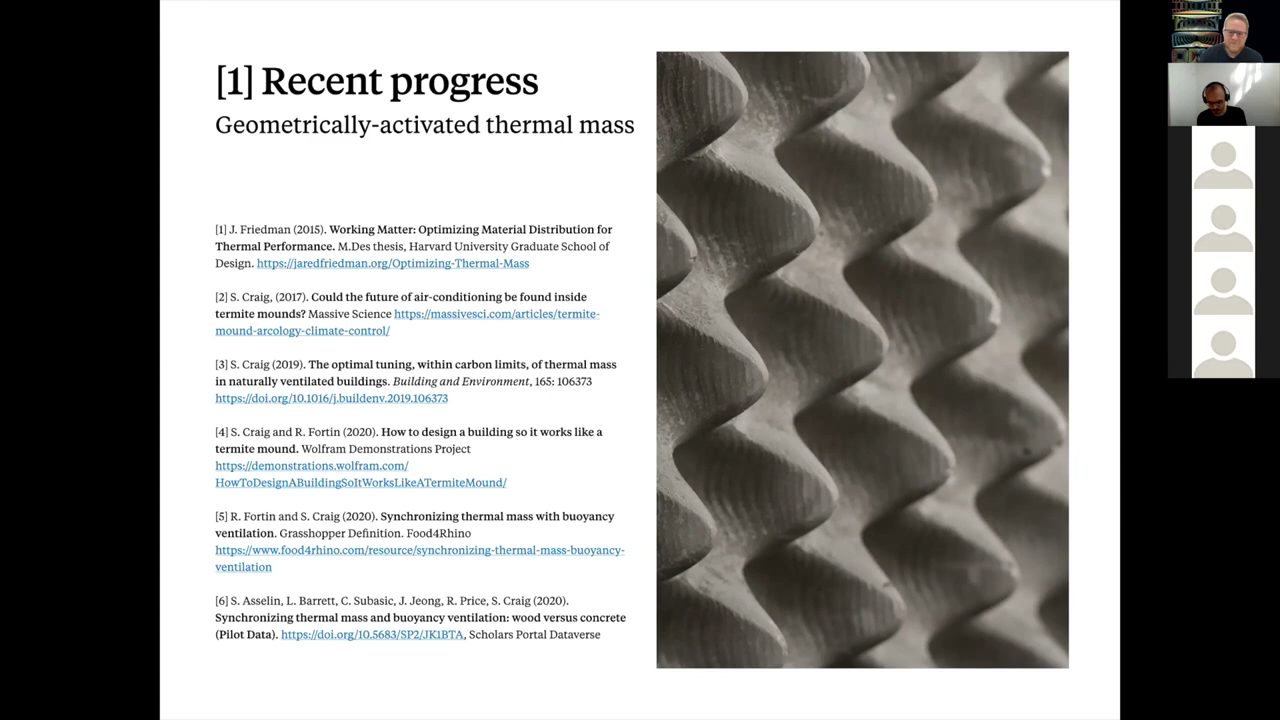 [1] Recent progress
Geometrically-activated thermal mass
[1] J. Friedman (2015). Working Matter: Optimizing Material Distribution for
Thermal Performance. M.Des thesis, Harvard University Graduate School of
Design. https://jaredfriedman.org/Optimizing-Thermal-Mass
[2] S. Craig, (2017). Could the future of air-conditioning be found inside
termite mounds? Massive Science https://massivesci.com/articles/termite-
mound-arcology-climate-control/
[3] S. Craig (2019). The optimal tuning, within carbon limits, of thermal mass
in naturally ventilated buildings. Building and Environment, 165: 106373
https://doi.org/10.1016/j.buildenv.2019.106373
[4] S. Craig and R. Fortin (2020). How to design a building so it works like a
termite mound. Wolfram Demonstrations Project
https://demonstrations.wolfram.com/
HowToDesignABuildingSoItWorksLikeATermiteMound/
[5] R. Fortin and S. Craig (2020). Synchronizing thermal mass with buoyancy
ventilation. Grasshopper Definition. Food4Rhino
https://www.food4rhino.com/resource/synchronizing-thermal-mass-buoyancy-
ventilation
[6] S. Asselin, L. Barrett, C. Subasic, J. Jeong, R. Price, S. Craig (2020).
Synchronizing thermal mass and buoyancy ventilation: wood versus concrete
(Pilot Data). https://doi.org/10.5683/SP2/JK1BTA, Scholars Portal Dataverse